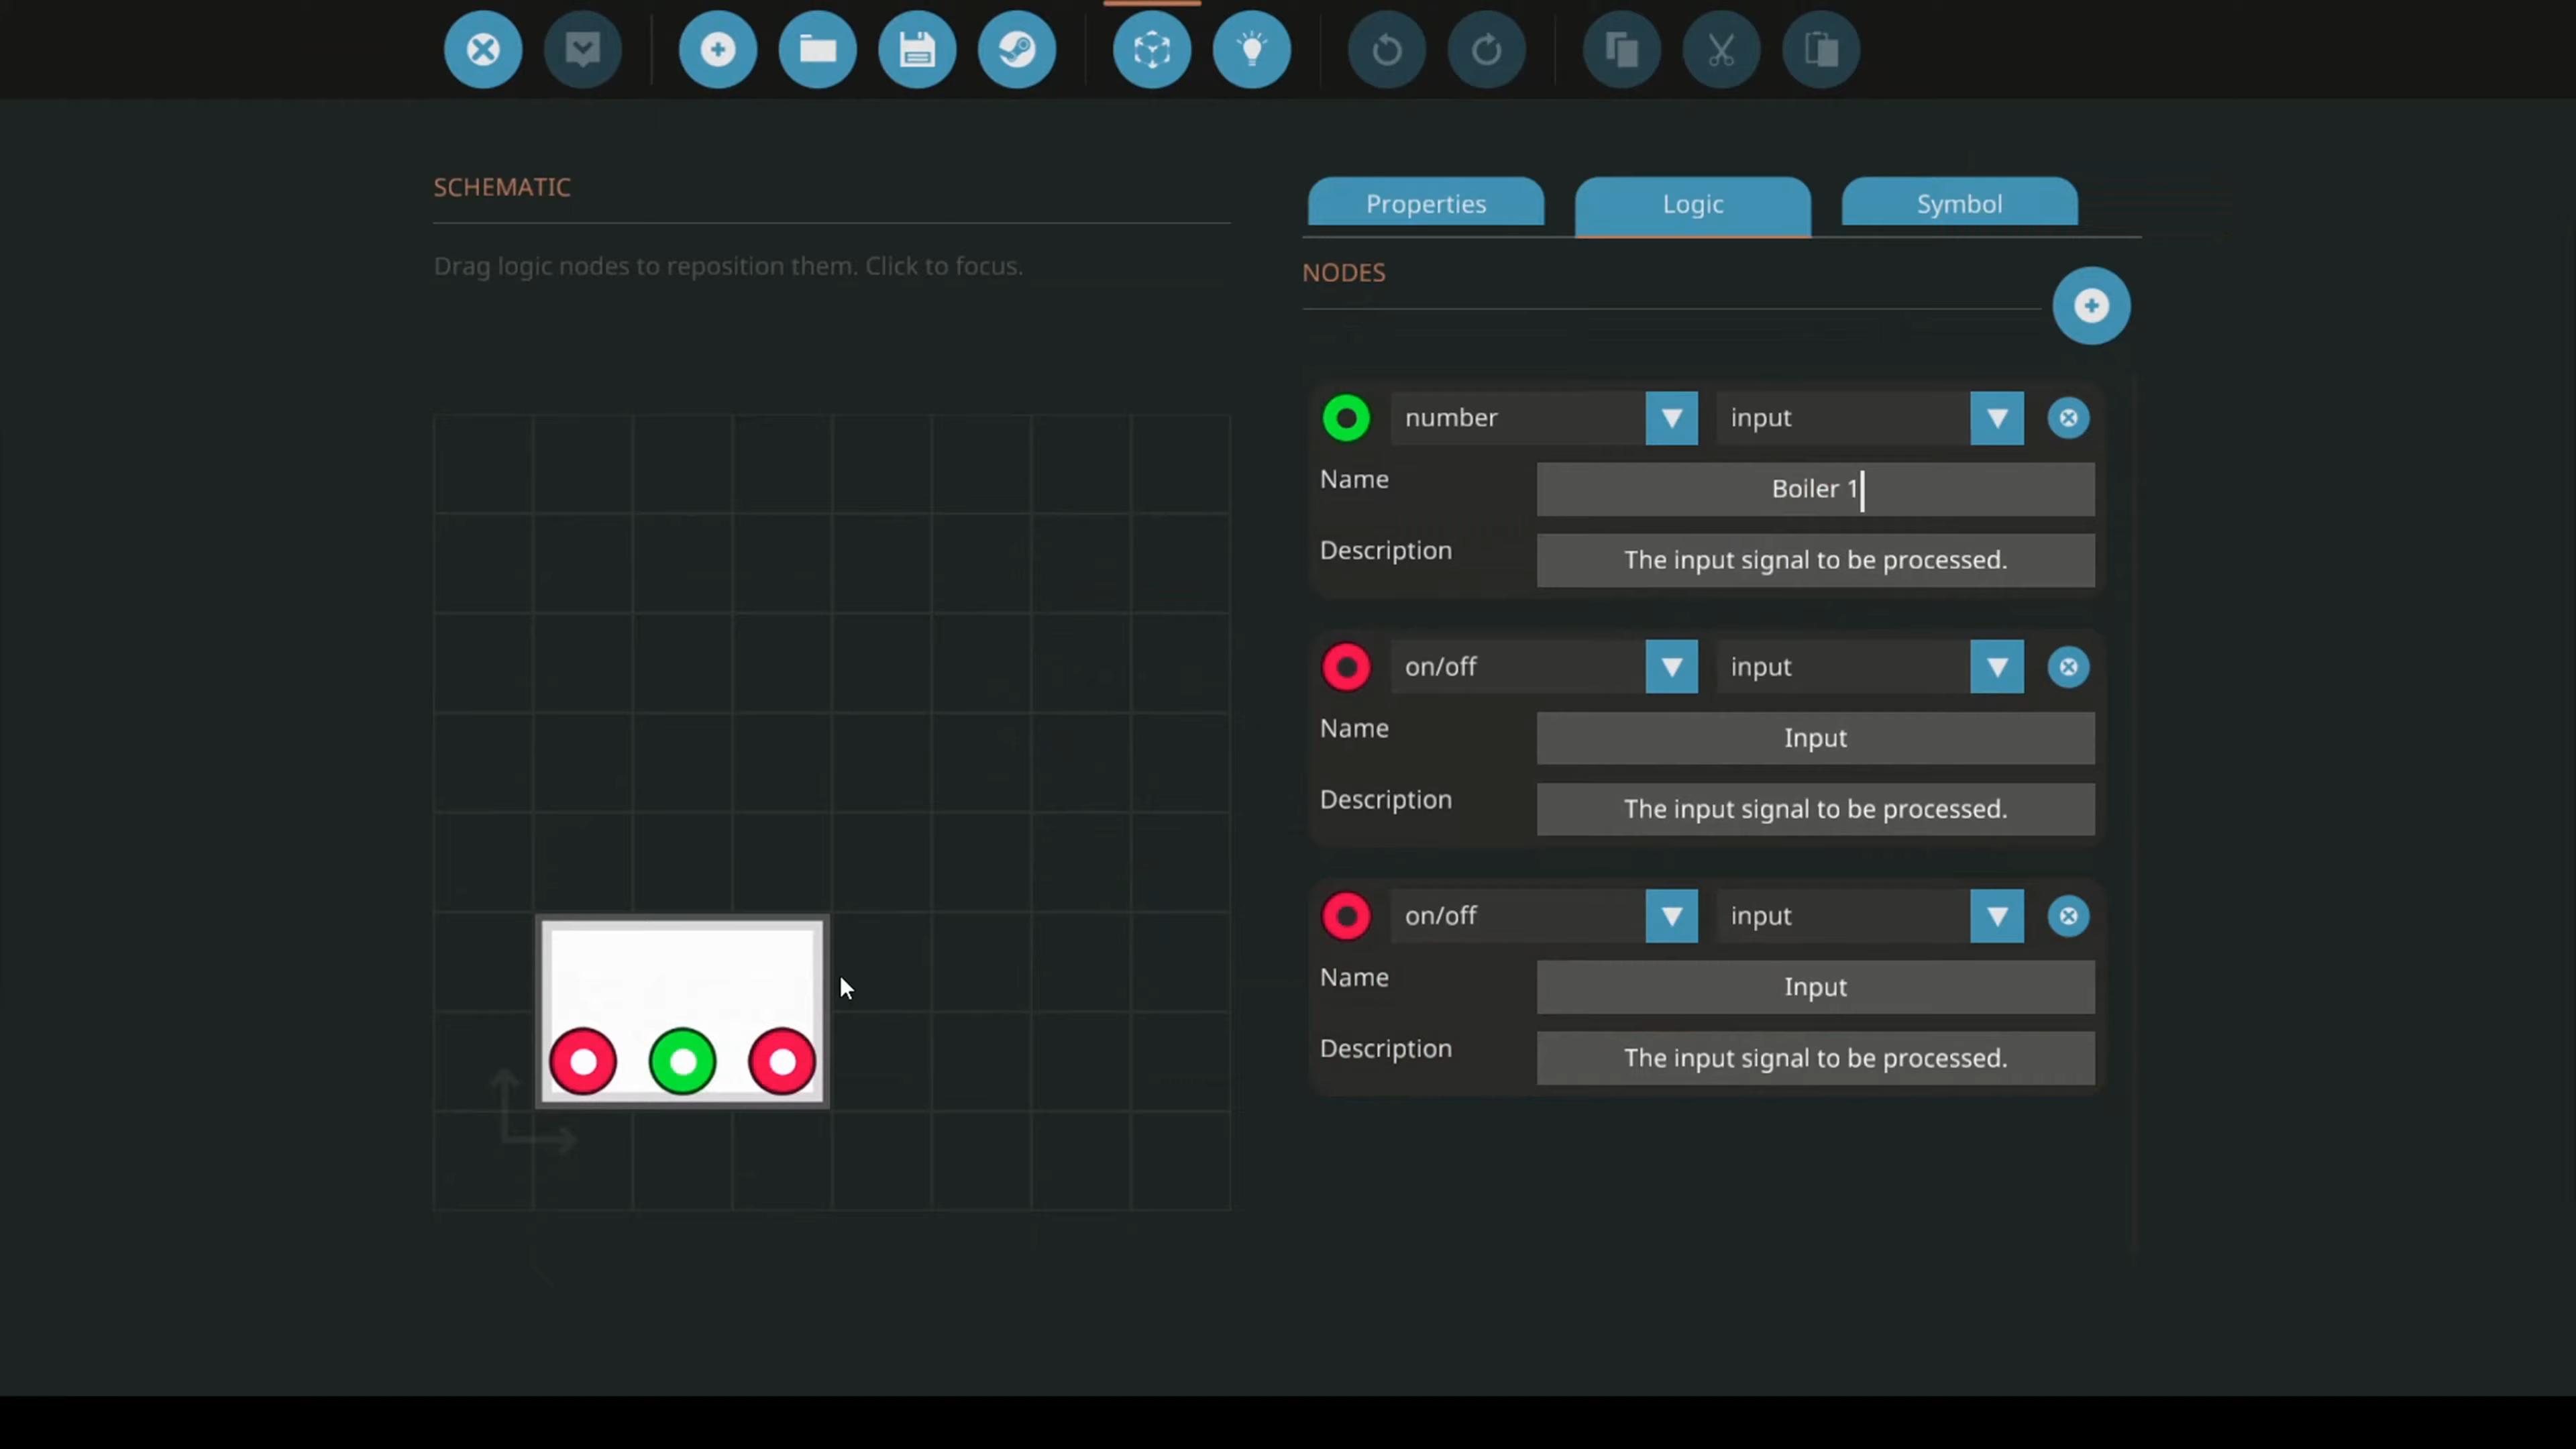 SCHEMATIC
Drag logic nodes to reposition them. Click to focus.
Properties
Logic
Symbol
NODES
number
input
Name
Boiler 1
Description
The input signal to be processed.
on/off
input
Name
Input
Description
The input signal to be processed.
on/off
input
Name
Input
Description
The input signal to be processed.